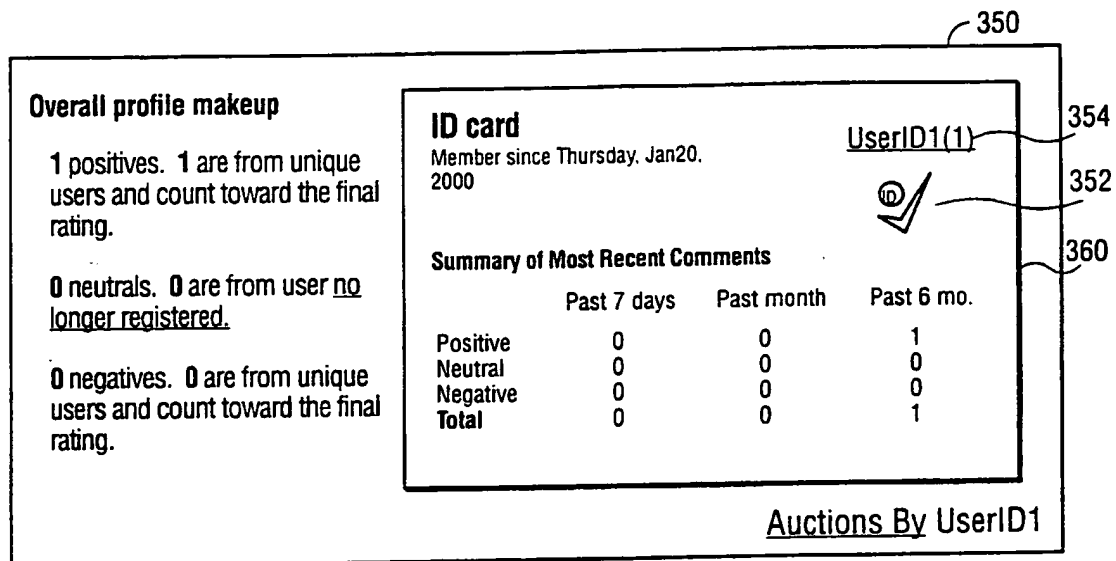 350
Overall profile makeup
1 positives. 1 are from unique
users and count toward the final
rating.
0 neutrals. 0 are from user no
longer registered.
0 negatives. 0 are from unique
users and count toward the final
rating.
ID card
Member since Thursday, Jan20,
2000
UserID1(1)
354
ID
352
360
Summary of Most Recent Comments
Past 7 days Past month Past 6 mo.
Positive 0 0 1
Neutral 0 0 0
Negative 0 0 0
Total 0 0 1
Auctions By UserID1